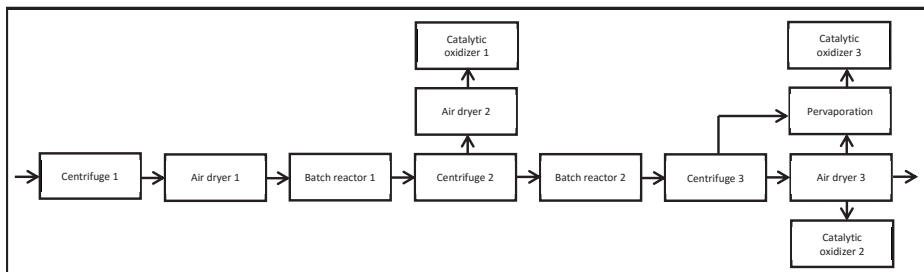 Catalytic
oxidizer 1
Catalytic
oxidizer 3
Air dryer 2
Pervaporation
Centrifuge 1
Air dryer 1
Batch reactor 1
Centrifuge 2
Batch reactor 2
Centrifuge 3
Air dryer 3
Catalytic
oxidizer 2